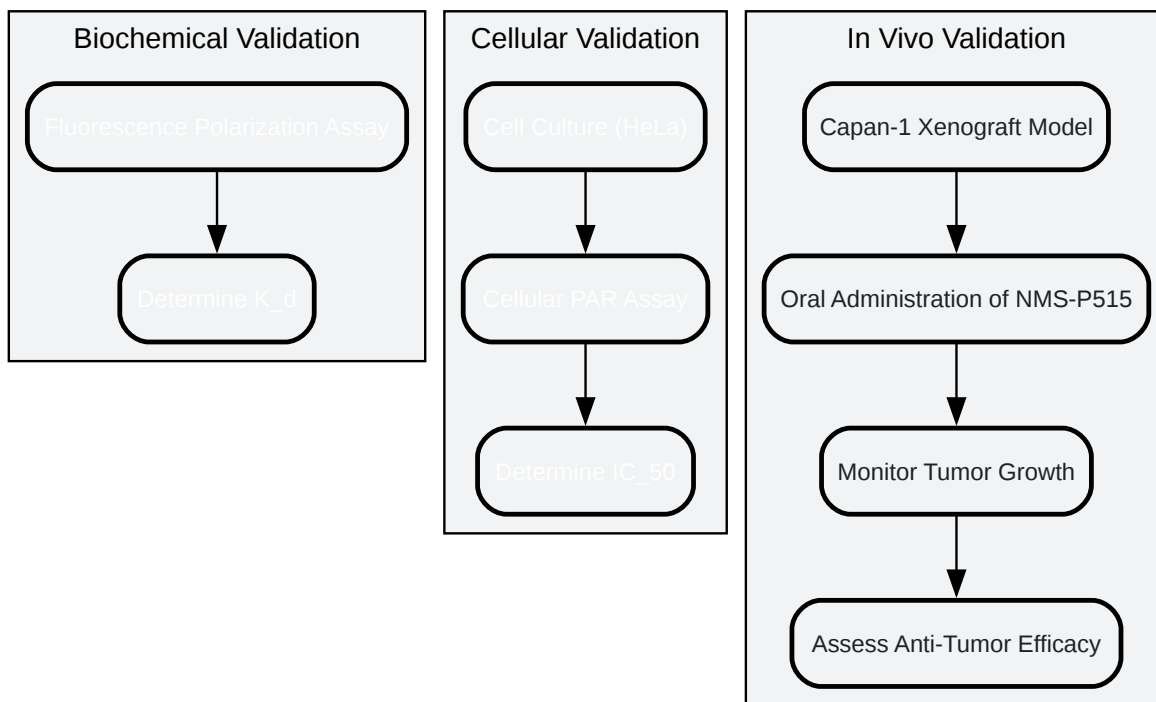 Biochemical Validation
Fluorescence Polarization Assay
Determine K_d
Cellular Validation
Cell Culture (HeLa)
Cellular PAR Assay
Determine IC_50
In Vivo Validation
Capan-1 Xenograft Model
Oral Administration of NMS-P515
Monitor Tumor Growth
Assess Anti-Tumor Efficacy